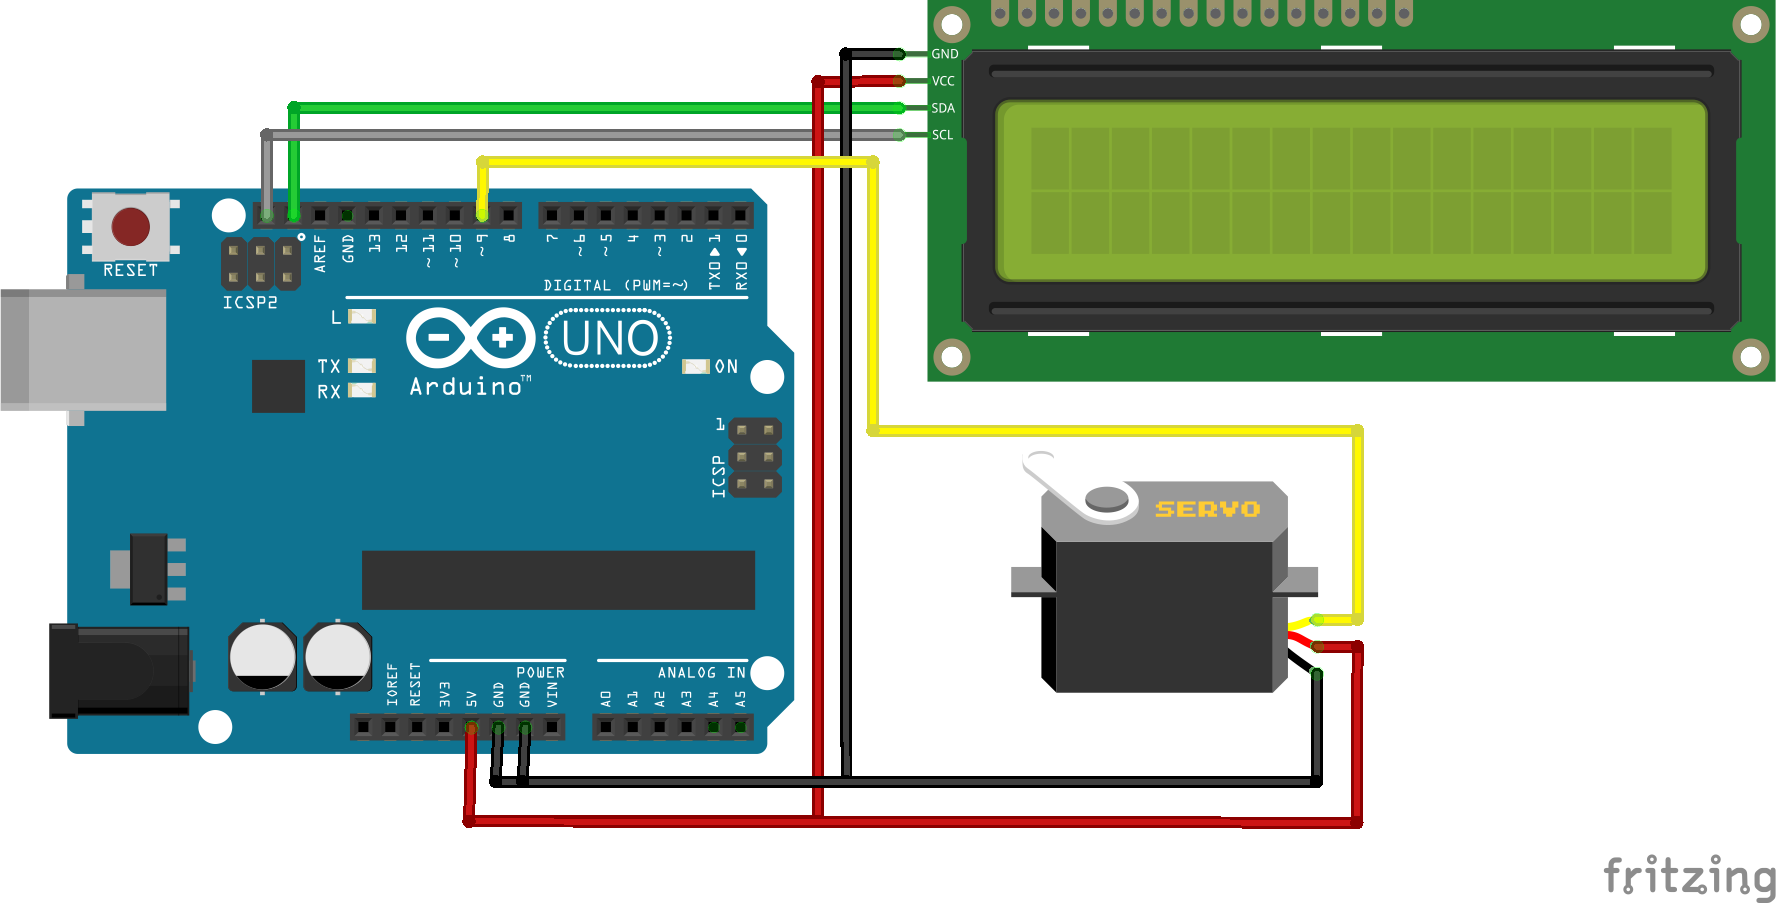 GND
VCC
SDA
SCL
RESET
ICSP2
AREF
GND
13
12
~11
~10
~9
8
7
~6
~5
4
~3
2
TX0▶1
RX0◀0
DIGITAL (PWM=~)
L
TX
RX
UNO
ON
Arduino™
1
ICSP
SERVO
IOREF
RESET
3V3
5V
GND
GND
VIN
POWER
ANALOG IN
A0
A1
A2
A3
A4
A5
fritzing